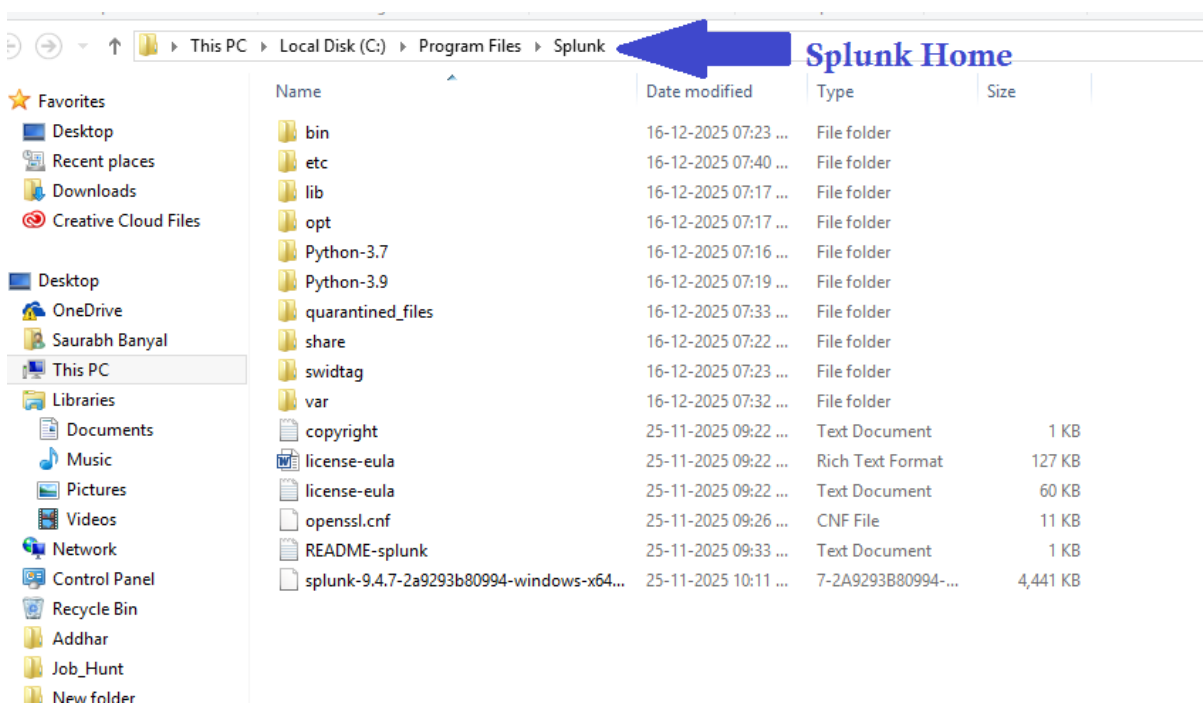 This PC Local Disk (C:) Program Files Splunk
Splunk Home
Name Date modified Type Size
Favorites
Desktop
Recent places
Downloads
Creative Cloud Files
Desktop
OneDrive
Saurabh Banyal
This PC
Libraries
Documents
Music
Pictures
Videos
Network
Control Panel
Recycle Bin
Addhar
Job_Hunt
New folder
bin 16-12-2025 07:23 ... File folder
etc 16-12-2025 07:40 ... File folder
lib 16-12-2025 07:17 ... File folder
opt 16-12-2025 07:17 ... File folder
Python-3.7 16-12-2025 07:16 ... File folder
Python-3.9 16-12-2025 07:19 ... File folder
quarantined_files 16-12-2025 07:33 ... File folder
share 16-12-2025 07:22 ... File folder
swidtag 16-12-2025 07:23 ... File folder
var 16-12-2025 07:32 ... File folder
copyright 25-11-2025 09:22 ... Text Document 1 KB
license-eula 25-11-2025 09:22 ... Rich Text Format 127 KB
license-eula 25-11-2025 09:22 ... Text Document 60 KB
openssl.cnf 25-11-2025 09:26 ... CNF File 11 KB
README-splunk 25-11-2025 09:33 ... Text Document 1 KB
splunk-9.4.7-2a9293b80994-windows-x64... 25-11-2025 10:11 ... 7-2A9293B80994-... 4,441 KB